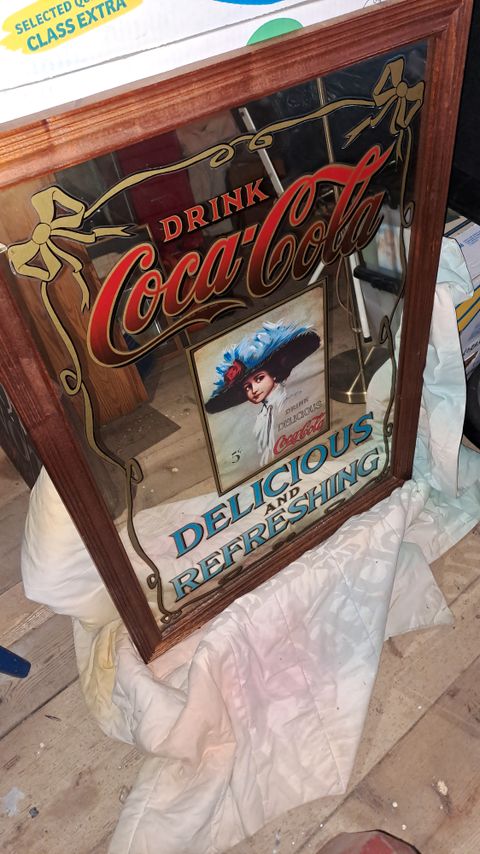 SELECTED
CLASS EXTRA
DRINK
Coca-Cola
DRINK
DELICIOUS
Coca-Cola
5¢
DELICIOUS
AND
REFRESHING